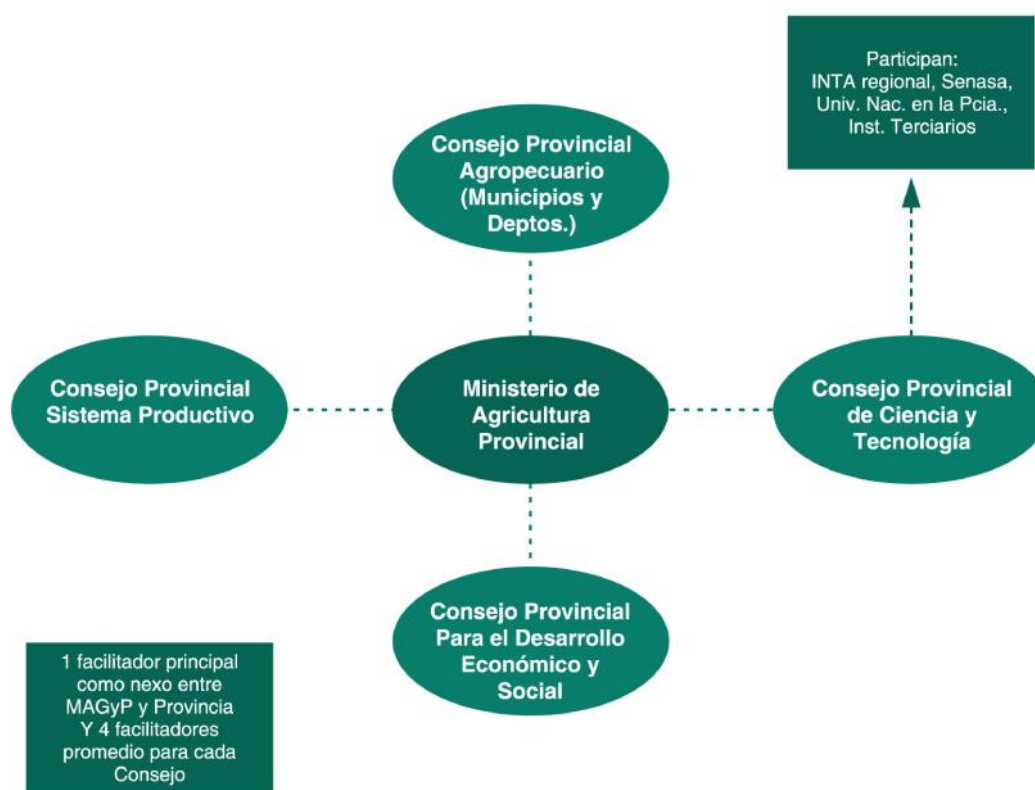 Participan:
INTA regional, Senasa,
Univ. Nac. en la Pcia.,
Inst. Terciarios
Consejo Provincial
Agropecuario
(Municipios y
Deptos.)
Consejo Provincial
Sistema Productivo
Ministerio de
Agricultura
Provincial
Consejo Provincial
de Ciencia y
Tecnología
Consejo Provincial
Para el Desarrollo
Económico y
Social
1 facilitador principal
como nexo entre
MAGyP y Provincia
Y 4 facilitadores
promedio para cada
Consejo